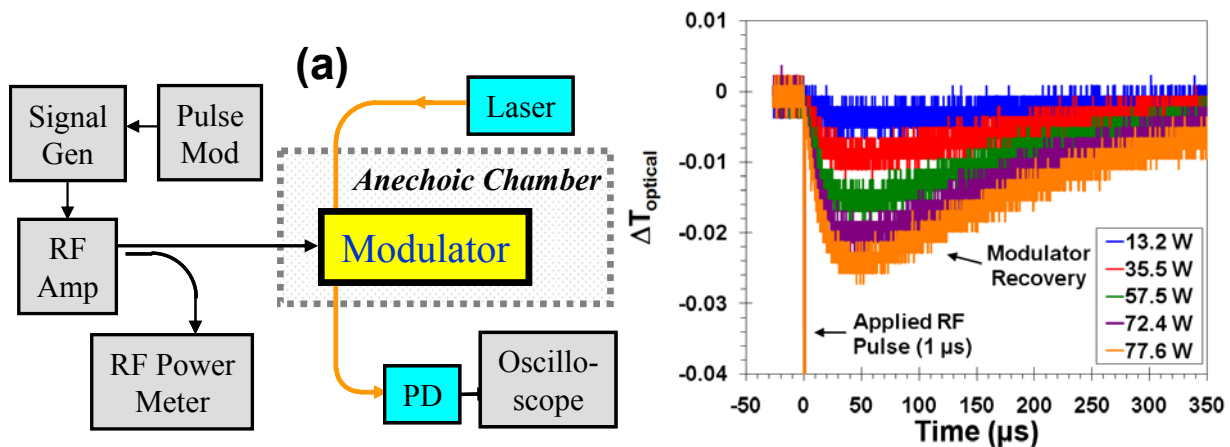 (a)
Signal
Gen
Pulse
Mod
Laser
Anechoic Chamber
RF
Amp
Modulator
RF Power
Meter
PD
Oscillo-
scope
0.01
0
-0.01
-0.02
-0.03
-0.04
ΔToptical
-50
0
50
100
150
200
250
300
350
Time (µs)
Modulator
Recovery
Applied RF
Pulse (1 µs)
13.2 W
35.5 W
57.5 W
72.4 W
77.6 W